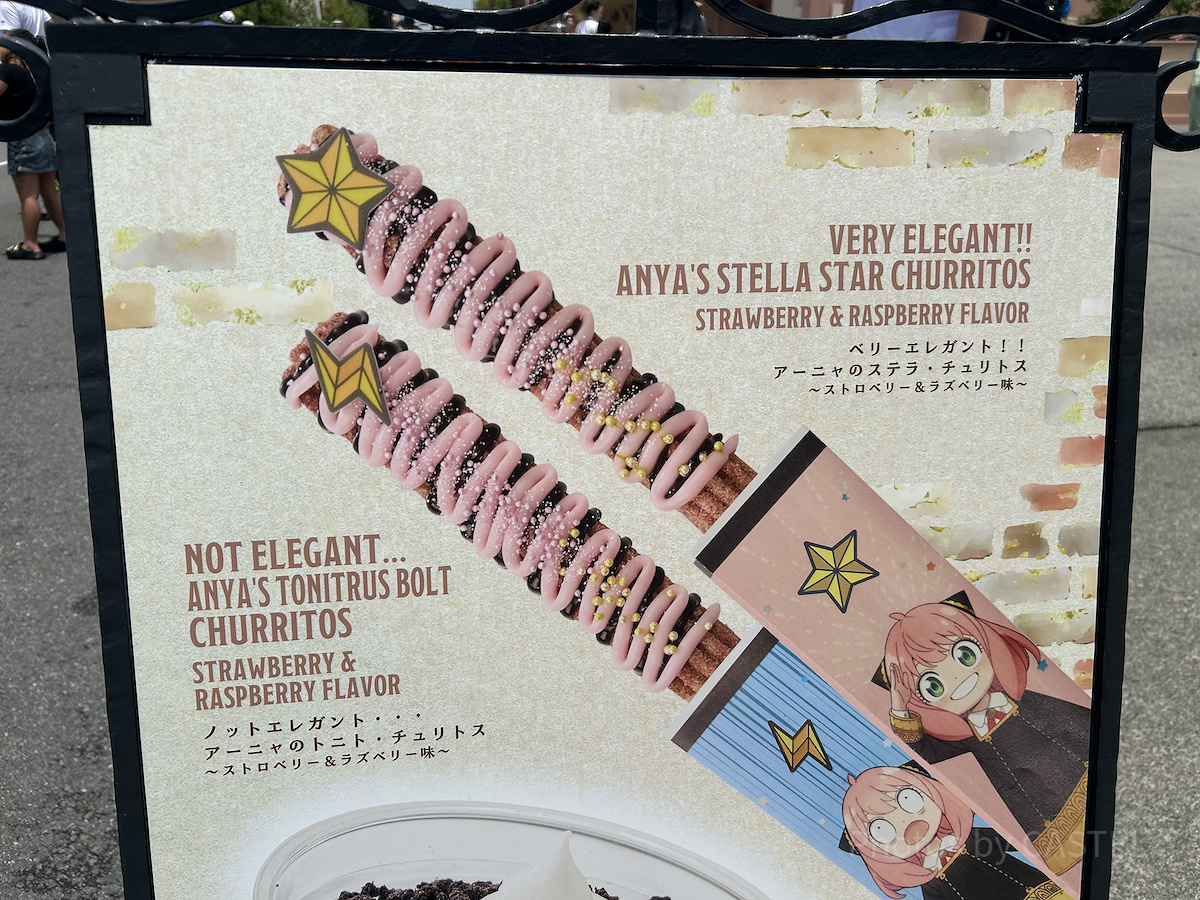 VERY ELEGANT!!
ANYA'S STELLA STAR CHURRITOS
STRAWBERRY & RASPBERRY FLAVOR
ベリーエレガント！！
アーニャのステラ・チュリトス
～ストロベリー＆ラズベリー味～
NOT ELEGANT...
ANYA'S TONITRUS BOLT
CHURRITOS
STRAWBERRY &
RASPBERRY FLAVOR
ノットエレガント・・・
アーニャのトニト・チュリトス
～ストロベリー＆ラズベリー味～
Photo by CASTEL